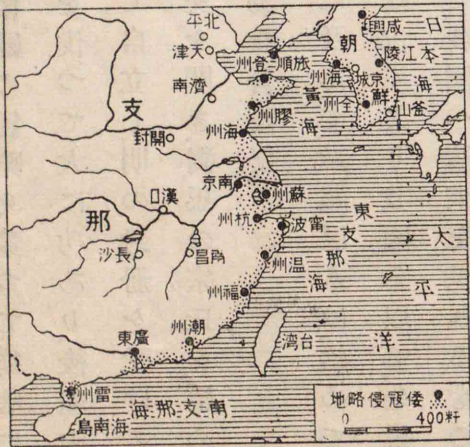 日本海
咸興
江陵
朝鮮
京城
海州
全州
釜山
北平
天津
旅順
登州
濟南
膠州
黃海
海州
開封
支那
南京
蘇州
漢口
杭州
寧波
長沙
南昌
温州
東支那海
太平洋
福州
潮州
廣東
台湾
雷州
海南島
南支那海
倭冠侵略地
0 400粁